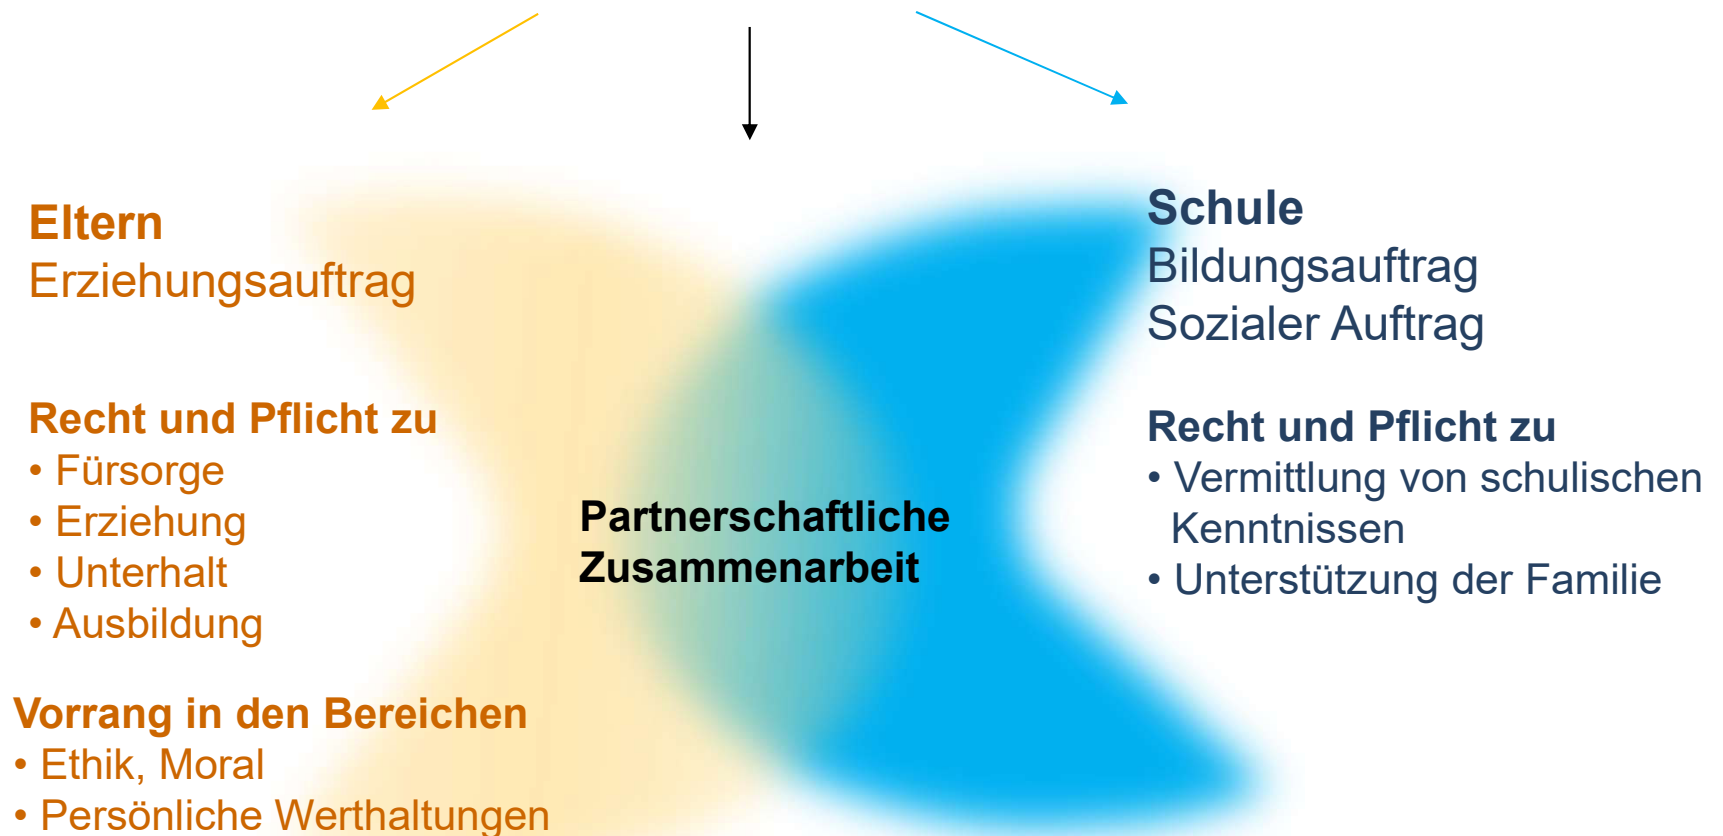 Eltern
Erziehungsauftrag
Recht und Pflicht zu
• Fürsorge
• Erziehung
• Unterhalt
• Ausbildung
Vorrang in den Bereichen
• Ethik, Moral
• Persönliche Werthaltungen
Partnerschaftliche
Zusammenarbeit
Schule
Bildungsauftrag
Sozialer Auftrag
Recht und Pflicht zu
• Vermittlung von schulischen
Kenntnissen
• Unterstützung der Familie